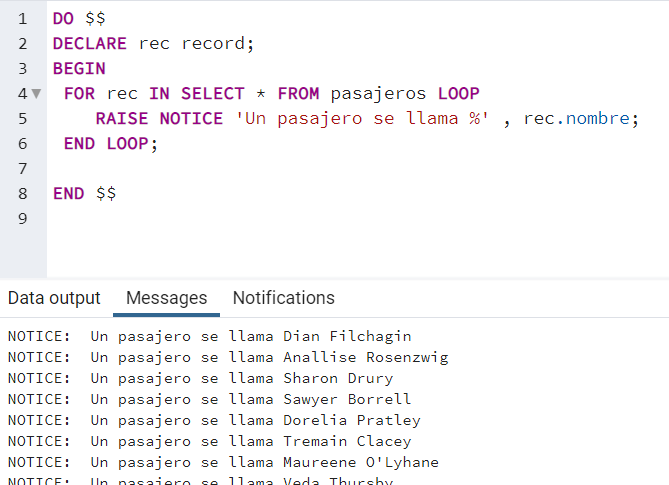 1 DO $$
2 DECLARE rec record;
3 BEGIN
4 FOR rec IN SELECT * FROM pasajeros LOOP
5 RAISE NOTICE 'Un pasajero se llama %' , rec.nombre;
6 END LOOP;
7
8 END $$
9
Data output Messages Notifications
NOTICE: Un pasajero se llama Dian Filchagin
NOTICE: Un pasajero se llama Anallise Rosenzwig
NOTICE: Un pasajero se llama Sharon Drury
NOTICE: Un pasajero se llama Sawyer Borrell
NOTICE: Un pasajero se llama Dorelia Pratley
NOTICE: Un pasajero se llama Tremain Clacey
NOTICE: Un pasajero se llama Maureene O'Lyhane
NOTICE: Un pasajero se llama Veda Thursby